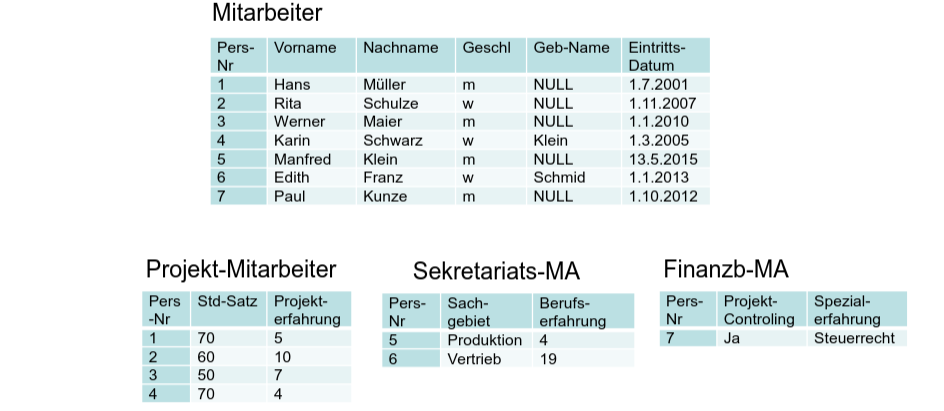 Mitarbeiter
Pers- Vorname Nachname Geschl Geb-Name Eintritts-
Nr Datum
1 Hans Müller m NULL 1.7.2001
2 Rita Schulze w NULL 1.11.2007
3 Werner Maier m NULL 1.1.2010
4 Karin Schwarz w Klein 1.3.2005
5 Manfred Klein m NULL 13.5.2015
6 Edith Franz w Schmid 1.1.2013
7 Paul Kunze m NULL 1.10.2012
Projekt-Mitarbeiter
Pers Std-Satz Projekt-
-Nr erfahrung
1 70 5
2 60 10
3 50 7
4 70 4
Sekretariats-MA
Pers- Sach- Berufs-
Nr gebiet erfahrung
5 Produktion 4
6 Vertrieb 19
Finanzb-MA
Pers- Projekt- Spezial-
Nr Controling erfahrung
7 Ja Steuerrecht